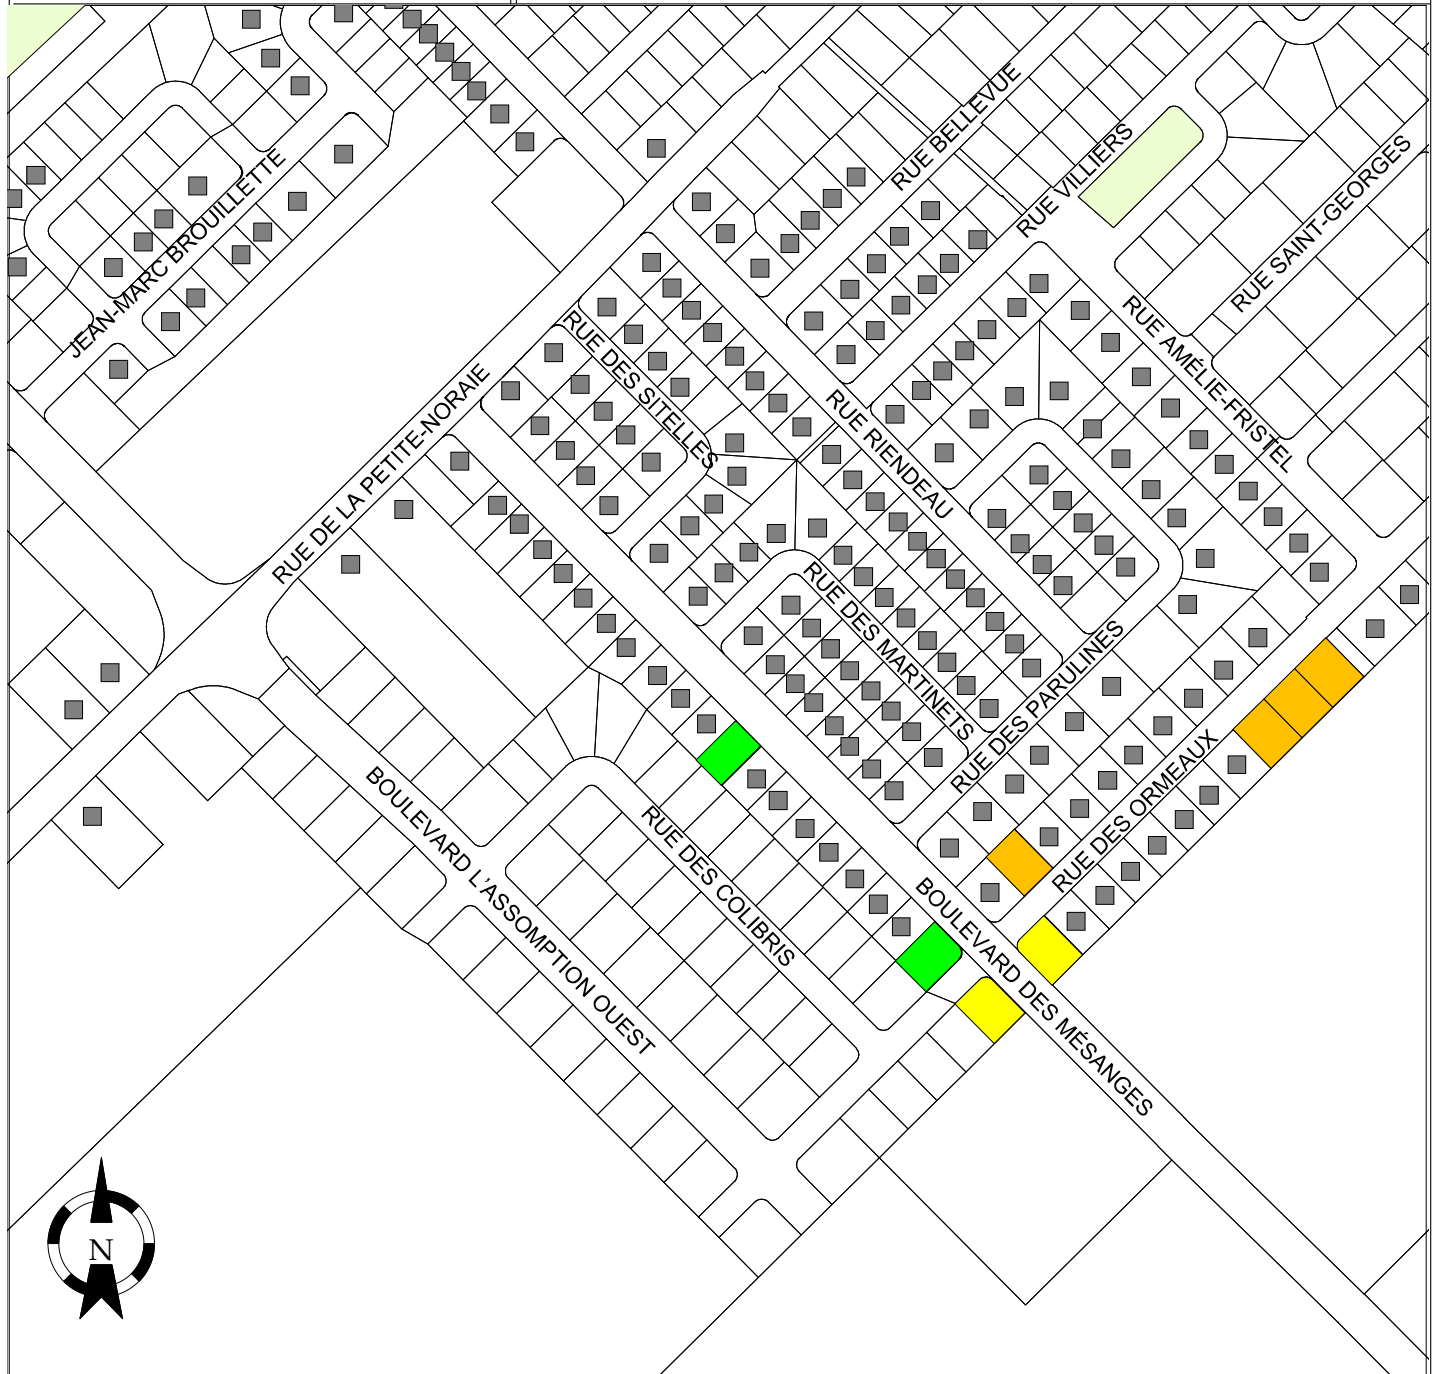 RUE BELLEVUE
RUE VILLIERS
RUE SAINT-GEORGES
JEAN-MARC BROUILLETTE
RUE DES SITELLES
RUE AMÉLIE-FRISTEL
RUE DE LA PETITE-NORAIE
RUE RIENDEAU
RUE DES MARTINETS
RUE DES PARULINES
RUE DES ORMEAUX
BOULEVARD L'ASSOMPTION OUEST
RUE DES COLIBRIS
BOULEVARD DES MÉSANGES
N